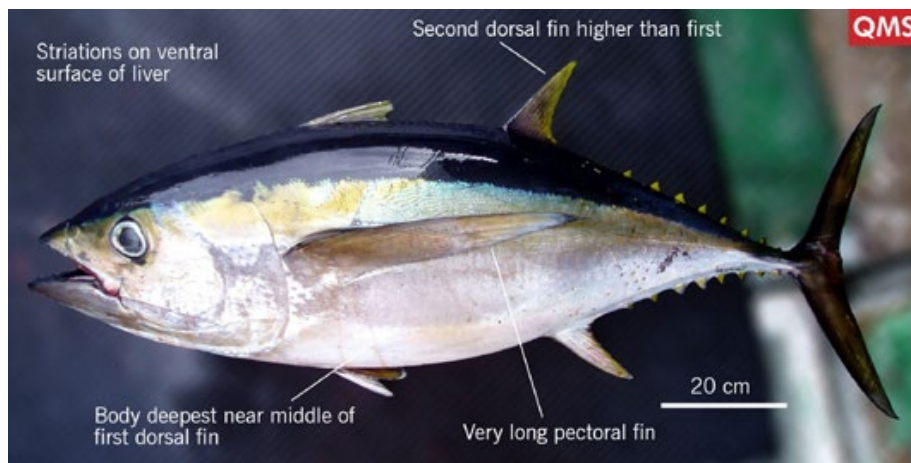 Striations on ventral
surface of liver
Second dorsal fin higher than first
QMS
Body deepest near middle of
first dorsal fin
Very long pectoral fin
20 cm